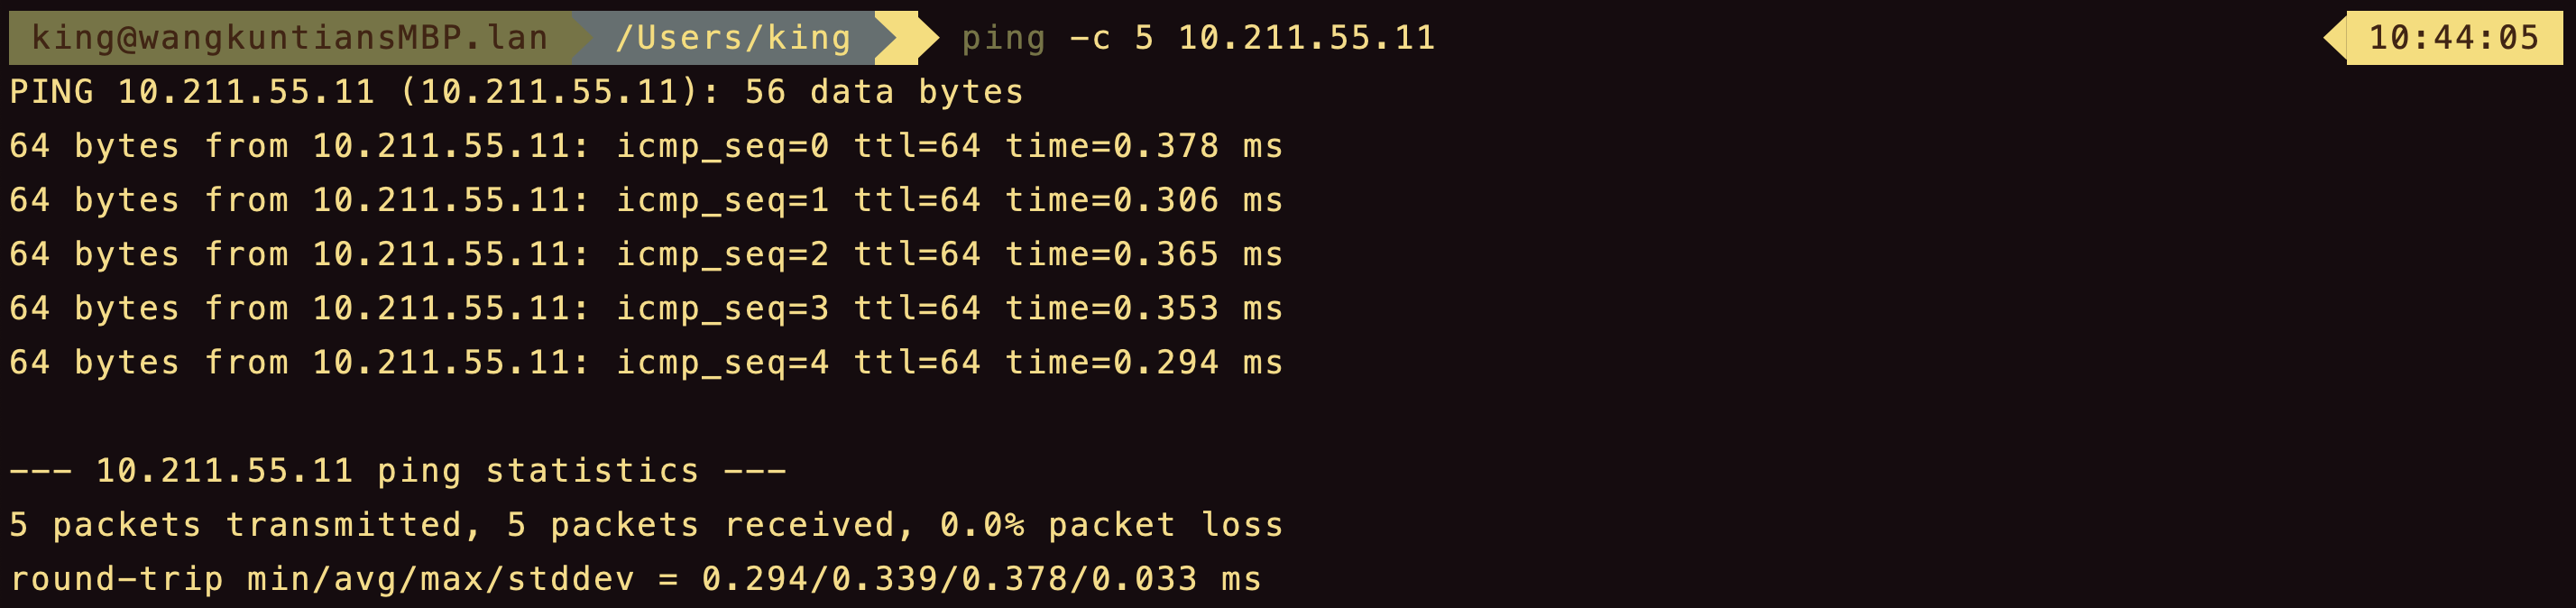 king@wangkuntiansMBP.lan /Users/king ping -c 5 10.211.55.11 10:44:05
PING 10.211.55.11 (10.211.55.11): 56 data bytes
64 bytes from 10.211.55.11: icmp_seq=0 ttl=64 time=0.378 ms
64 bytes from 10.211.55.11: icmp_seq=1 ttl=64 time=0.306 ms
64 bytes from 10.211.55.11: icmp_seq=2 ttl=64 time=0.365 ms
64 bytes from 10.211.55.11: icmp_seq=3 ttl=64 time=0.353 ms
64 bytes from 10.211.55.11: icmp_seq=4 ttl=64 time=0.294 ms
--- 10.211.55.11 ping statistics ---
5 packets transmitted, 5 packets received, 0.0% packet loss
round-trip min/avg/max/stddev = 0.294/0.339/0.378/0.033 ms